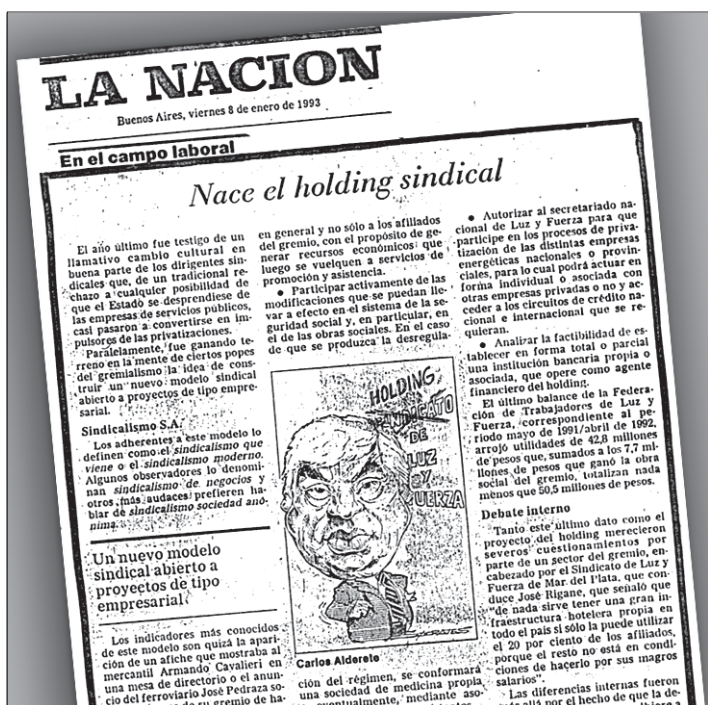 LA NACION
Buenos Aires, viernes 8 de enero de 1993
En el campo laboral
Nace el holding sindical
El año último fue testigo de un
llamativo cambio cultural en
buena parte de los dirigentes sin-
dicales que, de un tradicional re-
chazo a cualquier posibilidad de
que el Estado se desprendiese de
las empresas de servicios públicos,
casi pasaron a convertirse en im-
pulsores de las privatizaciones.
Paralelamente, fue ganando te-
rreno en la mente de ciertos popes
del gremialismo la idea de cons-
truir un nuevo modelo sindical
abierto a proyectos de tipo empre-
sarial.
Sindicalismo S.A.
Los adherentes a este modelo lo
definen como el sindicalismo que
viene o el sindicalismo moderno.
Algunos observadores lo denomi-
nan sindicalismo de negocios y
otros (más audaces) prefieren ha-
blar de sindicalismo sociedad anó-
nima.
Un nuevo modelo
sindical abierto a
proyectos de tipo
empresarial
Los indicadores más conocidos
de este modelo son quizá la apari-
ción de un afiche que mostraba al
mercantil Armando Cavalieri en
una mesa de directorio o el anun-
cio del ferroviario José Pedraza so-
de su gremio de ha-
en general y no sólo a los afiliados
del gremio, con el propósito de ge-
nerar recursos económicos que
luego se vuelquen a servicios de
promoción y asistencia.
● Participar activamente de las
modificaciones que se puedan lle-
var a efecto en el sistema de la se-
guridad social y, en particular, en
el de las obras sociales. En el caso
de que se produzca la desregula-
HOLDING
SINDICATO
DE
LUZ
Y
FUERZA
Carlos Alderete
ción del régimen, se conformará
una sociedad de medicina propia,
eventualmente, mediante aso-
● Autorizar al secretariado na-
cional de Luz y Fuerza para que
participe en los procesos de priva-
tización de las distintas empresas
energéticas nacionales o provin-
ciales, para lo cual podrá actuar en
forma individual o asociada con
otras empresas privadas o no y ac-
ceder a los circuitos de crédito na-
cional e internacional que se re-
quieran.
● Analizar la factibilidad de es-
tablecer en forma total o parcial
una institución bancaria propia o
asociada, que opere como agente
financiero del holding.
El último balance de la Federa-
ción de Trabajadores de Luz y
Fuerza, correspondiente al pe-
ríodo mayo de 1991/abril de 1992,
arrojó utilidades de 42,8 millones
de pesos que, sumados a los 7,7 mi-
llones de pesos que ganó la obra
social del gremio, totalizan nada
menos que 50,5 millones de pesos.
Debate interno
Tanto este último dato como el
proyecto del holding merecieron
severos cuestionamientos por
parte de un sector del gremio, en-
cabezado por el Sindicato de Luz y
Fuerza de Mar del Plata, que con-
duce José Rigane, que señaló que
"de nada sirve tener una gran in-
fraestructura hotelera propia en
todo el país si sólo la puede utilizar
el 20 por ciento de los afiliados,
porque el resto no está en condi-
ciones de hacerlo por sus magros
salarios".
Las diferencias internas fueron
más allá por el hecho de que la de-